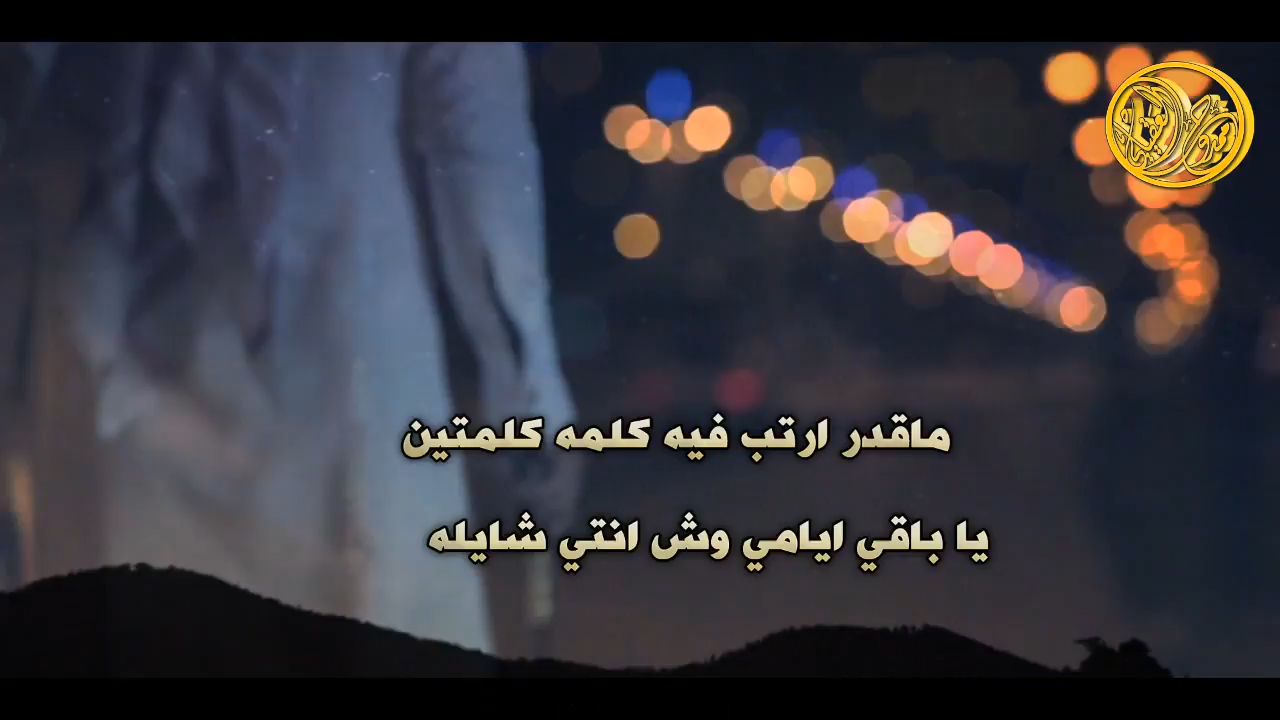 ماقدر ارتب فيه كلمه كلمتين
يا باقي ايامي وش انتي شايله